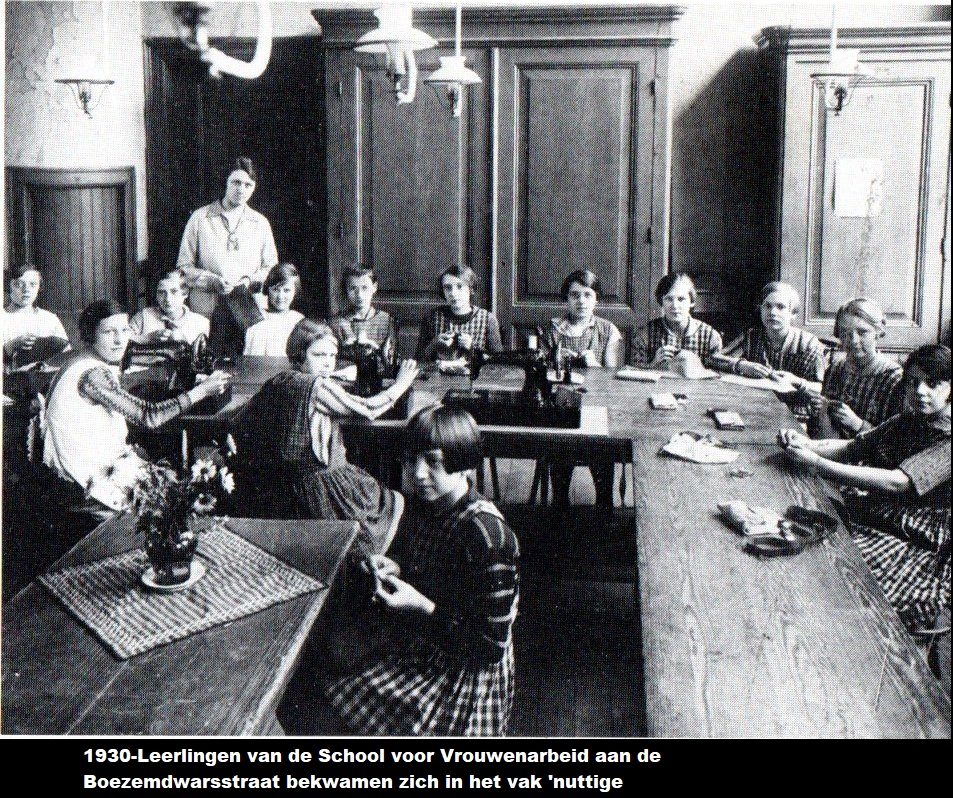 1930-Leerlingen van de School voor Vrouwenarbeid aan de
Boezemdwarsstraat bekwamen zich in het vak 'nuttige